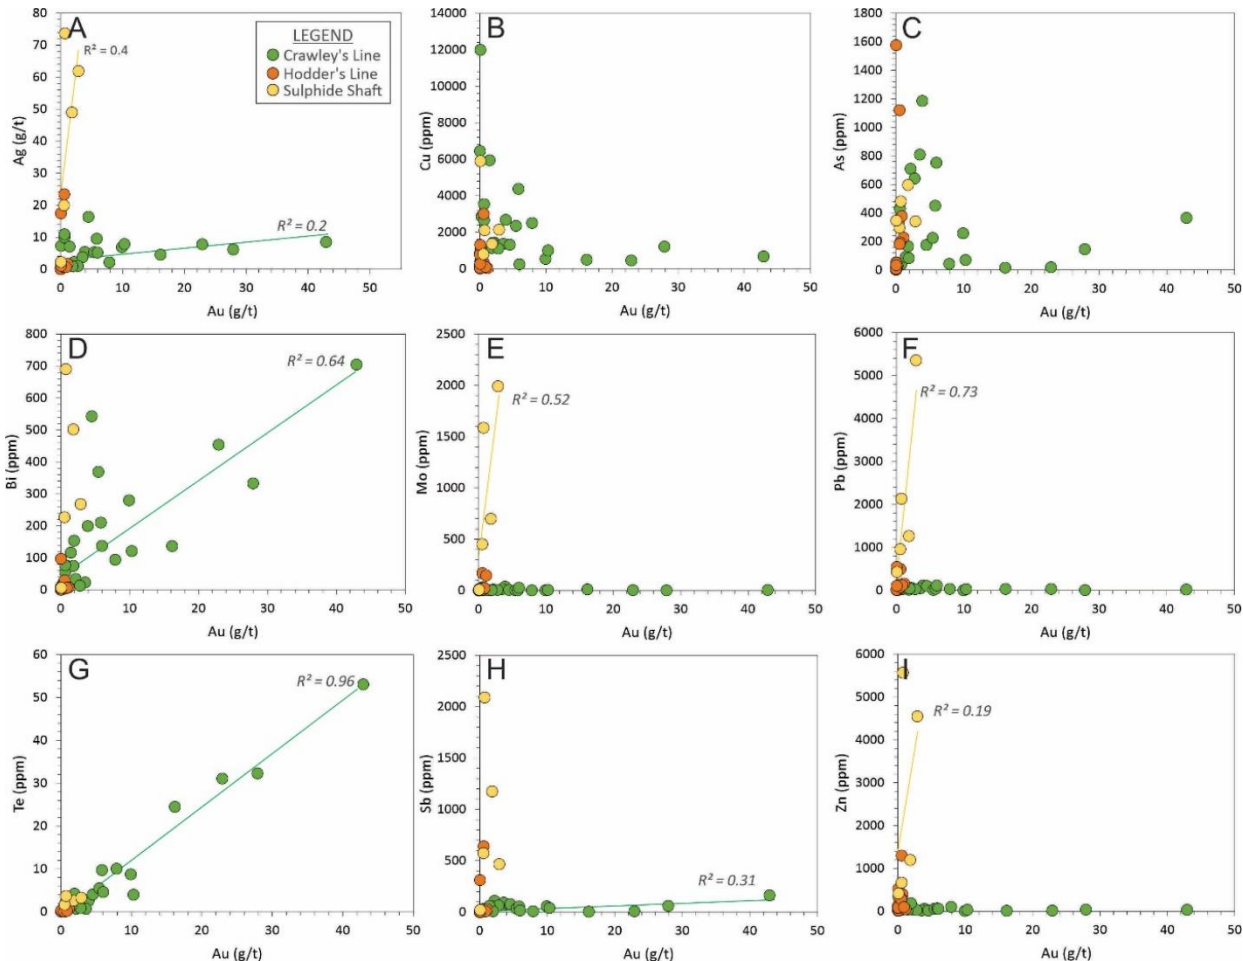 A
LEGEND
Crawley's Line
Hodder's Line
Sulphide Shaft
R² = 0.4
R² = 0.2
80
70
60
50
40
30
20
10
0
Ag (g/t)
0 10 20 30 40 50
Au (g/t)
B
14000
12000
10000
8000
6000
4000
2000
0
Cu (ppm)
0 10 20 30 40 50
Au (g/t)
C
1800
1600
1400
1200
1000
800
600
400
200
0
As (ppm)
0 10 20 30 40 50
Au (g/t)
D
R² = 0.64
800
700
600
500
400
300
200
100
0
Bi (ppm)
0 10 20 30 40 50
Au (g/t)
E
R² = 0.52
2500
2000
1500
1000
500
0
Mo (ppm)
0 10 20 30 40 50
Au (g/t)
F
R² = 0.73
6000
5000
4000
3000
2000
1000
0
Pb (ppm)
0 10 20 30 40 50
Au (g/t)
G
R² = 0.96
60
50
40
30
20
10
0
Te (ppm)
0 10 20 30 40 50
Au (g/t)
H
R² = 0.31
2500
2000
1500
1000
500
0
Sb (ppm)
0 10 20 30 40 50
Au (g/t)
I
R² = 0.19
6000
5000
4000
3000
2000
1000
0
Zn (ppm)
0 10 20 30 40 50
Au (g/t)